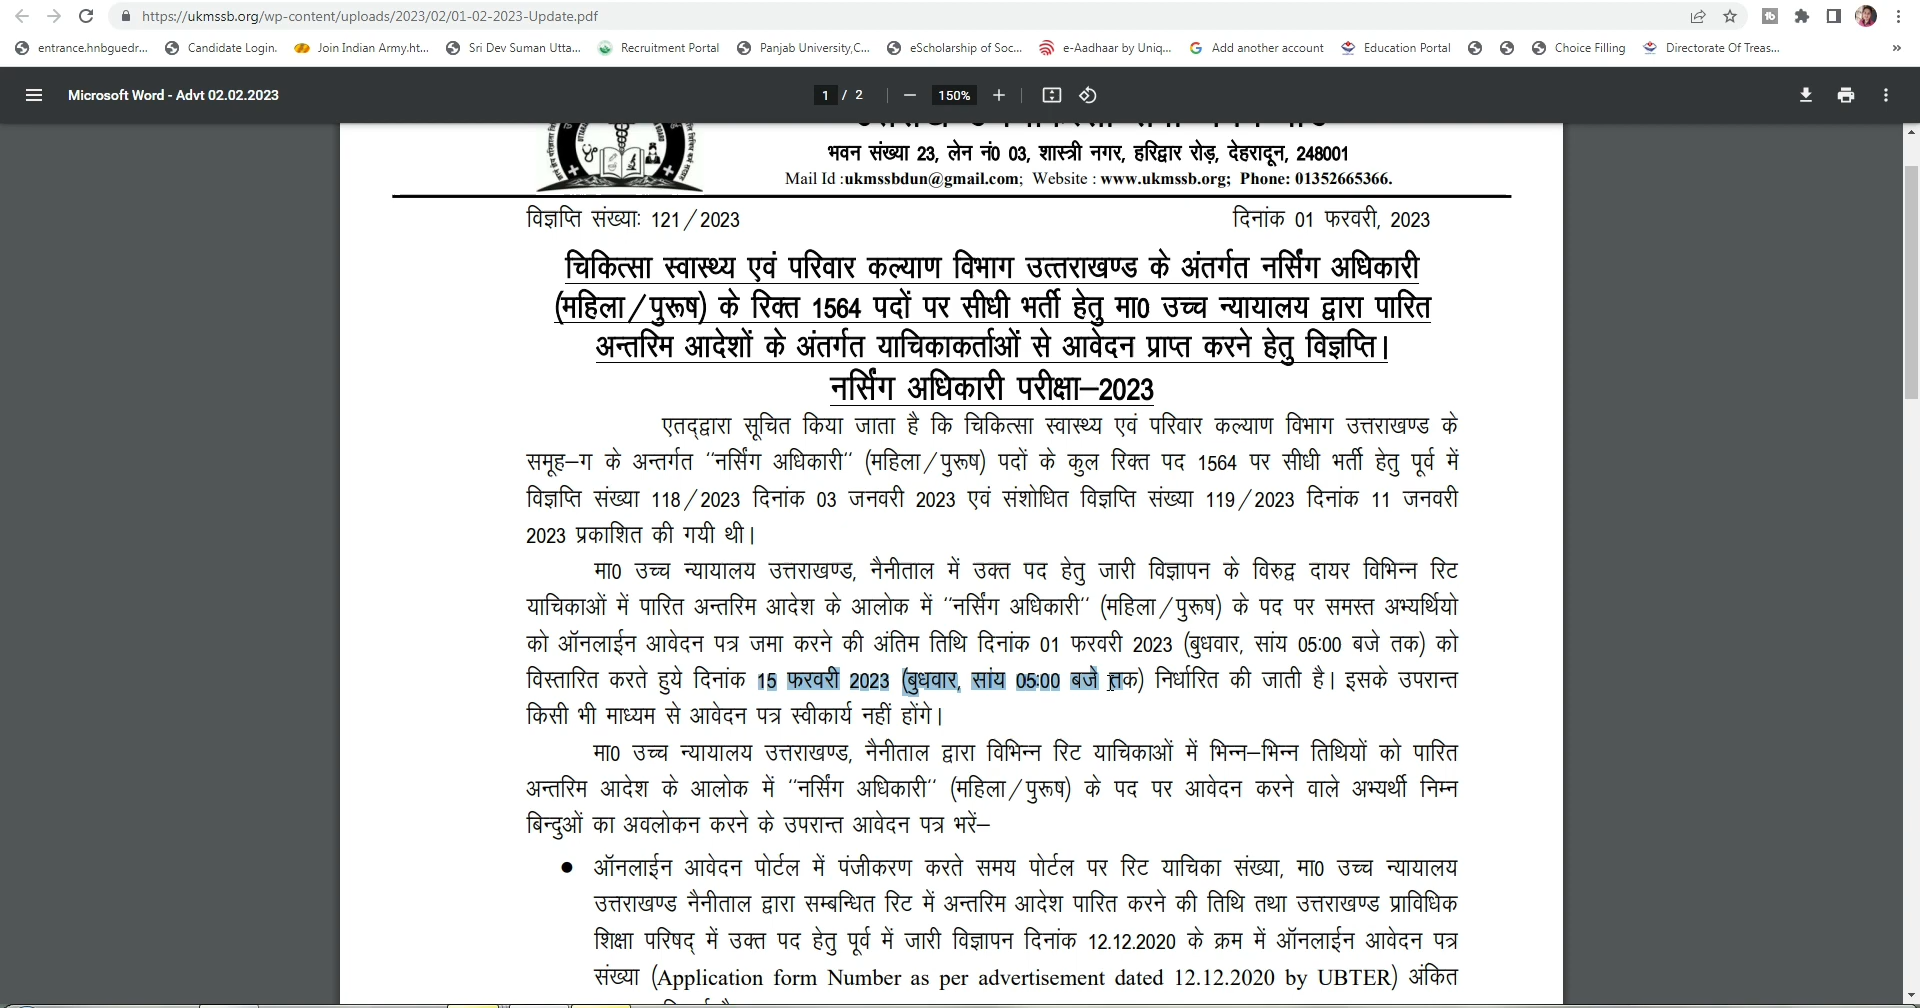 https://ukmssb.org/wp-content/uploads/2023/02/01-02-2023-Update.pdf
entrance.hnbguedr...
Candidate Login.
Join Indian Army.ht...
Sri Dev Suman Utta...
Recruitment Portal
Panjab University,C...
eScholarship of Soc...
e-Aadhaar by Uniq...
Add another account
Education Portal
Choice Filling
Directorate Of Treas...
Microsoft Word - Advt 02.02.2023
1 / 2
150%
भवन संख्या 23, लेन नं0 03, शास्त्री नगर, हरिद्वार रोड़, देहरादून, 248001
Mail Id :ukmssbdun@gmail.com; Website : www.ukmssb.org; Phone: 01352665366.
विज्ञप्ति संख्याः 121/2023
दिनांक 01 फरवरी, 2023
चिकित्सा स्वास्थ्य एवं परिवार कल्याण विभाग उत्तराखण्ड के अंतर्गत नर्सिंग अधिकारी
(महिला/पुरूष) के रिक्त 1564 पदों पर सीधी भर्ती हेतु मा0 उच्च न्यायालय द्वारा पारित
अन्तरिम आदेशों के अंतर्गत याचिकाकर्ताओं से आवेदन प्राप्त करने हेतु विज्ञप्ति।
नर्सिंग अधिकारी परीक्षा–2023
एतद्द्वारा सूचित किया जाता है कि चिकित्सा स्वास्थ्य एवं परिवार कल्याण विभाग उत्तराखण्ड के
समूह–ग के अन्तर्गत ''नर्सिंग अधिकारी'' (महिला/पुरूष) पदों के कुल रिक्त पद 1564 पर सीधी भर्ती हेतु पूर्व में
विज्ञप्ति संख्या 118/2023 दिनांक 03 जनवरी 2023 एवं संशोधित विज्ञप्ति संख्या 119/2023 दिनांक 11 जनवरी
2023 प्रकाशित की गयी थी।
मा0 उच्च न्यायालय उत्तराखण्ड, नैनीताल में उक्त पद हेतु जारी विज्ञापन के विरुद्व दायर विभिन्न रिट
याचिकाओं में पारित अन्तरिम आदेश के आलोक में ''नर्सिंग अधिकारी'' (महिला/पुरूष) के पद पर समस्त अभ्यर्थियो
को ऑनलाईन आवेदन पत्र जमा करने की अंतिम तिथि दिनांक 01 फरवरी 2023 (बुधवार, सांय 05:00 बजे तक) को
विस्तारित करते हुये दिनांक 15 फरवरी 2023 (बुधवार, सांय 05:00 बजे तक) निर्धारित की जाती है। इसके उपरान्त
किसी भी माध्यम से आवेदन पत्र स्वीकार्य नहीं होंगे।
मा0 उच्च न्यायालय उत्तराखण्ड, नैनीताल द्वारा विभिन्न रिट याचिकाओं में भिन्न–भिन्न तिथियों को पारित
अन्तरिम आदेश के आलोक में ''नर्सिंग अधिकारी'' (महिला/पुरूष) के पद पर आवेदन करने वाले अभ्यर्थी निम्न
बिन्दुओं का अवलोकन करने के उपरान्त आवेदन पत्र भरें–
● ऑनलाईन आवेदन पोर्टल में पंजीकरण करते समय पोर्टल पर रिट याचिका संख्या, मा0 उच्च न्यायालय
उत्तराखण्ड नैनीताल द्वारा सम्बन्धित रिट में अन्तरिम आदेश पारित करने की तिथि तथा उत्तराखण्ड प्राविधिक
शिक्षा परिषद् में उक्त पद हेतु पूर्व में जारी विज्ञापन दिनांक 12.12.2020 के क्रम में ऑनलाईन आवेदन पत्र
संख्या (Application form Number as per advertisement dated 12.12.2020 by UBTER) अंकित